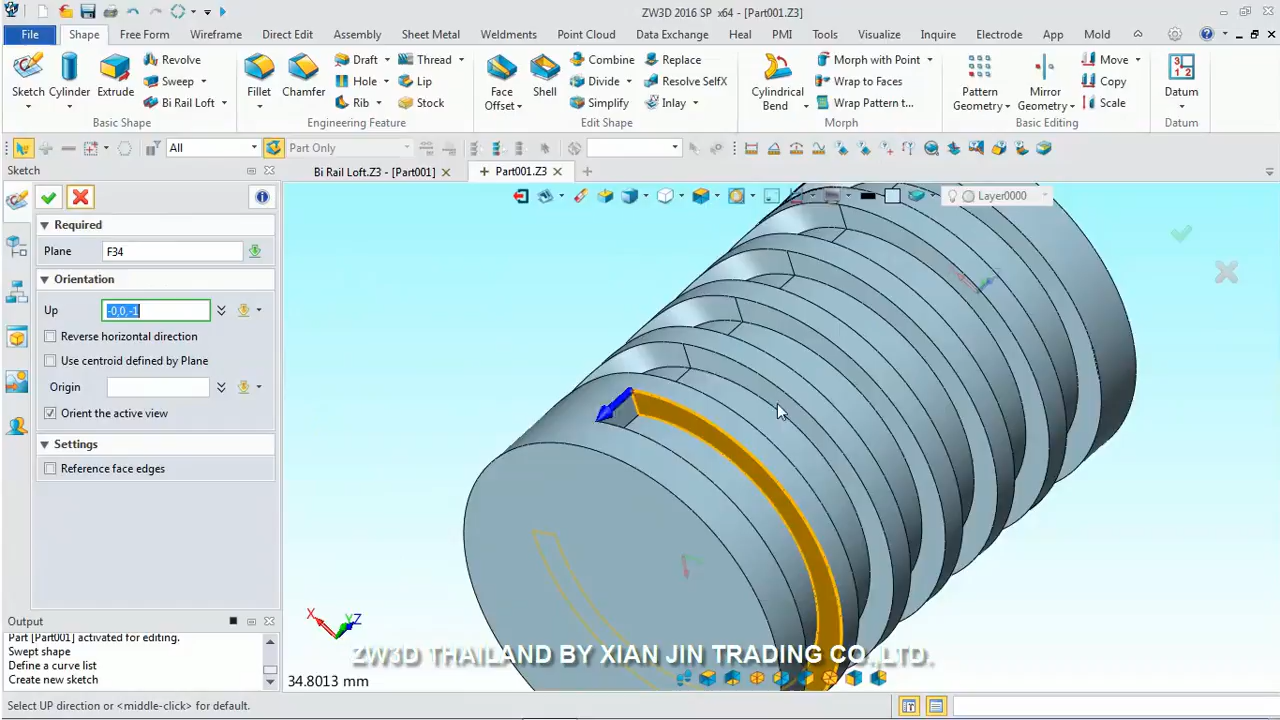 ZW3D 2016 SP x64 - [Part001.Z3]
File Shape Free Form Wireframe Direct Edit Assembly Sheet Metal Weldments Point Cloud Data Exchange Heal PMI Tools Visualize Inquire Electrode App Mold
Revolve Draft Thread Combine Replace Morph with Point Move
Sweep Hole Lip Divide Resolve SelfX Wrap to Faces Copy
Bi Rail Loft Rib Stock Simplify Inlay Wrap Pattern t... Scale
Sketch Cylinder Extrude Fillet Chamfer Face Offset Shell Cylindrical Bend Pattern Geometry Mirror Geometry Datum
Basic Shape Engineering Feature Edit Shape Morph Basic Editing Datum
All Part Only
Sketch Bi Rail Loft.Z3 - [Part001] Part001.Z3
Layer0000
Required
Plane F34
Orientation
Up -0,0,-1
Reverse horizontal direction
Use centroid defined by Plane
Origin
Orient the active view
Settings
Reference face edges
X Y Z
Output
Part [Part001] activated for editing.
Swept shape
Define a curve list
Create new sketch
34.8013 mm
ZW3D THAILAND BY XIAN JIN TRADING CO.,LTD.
Select UP direction or <middle-click> for default.